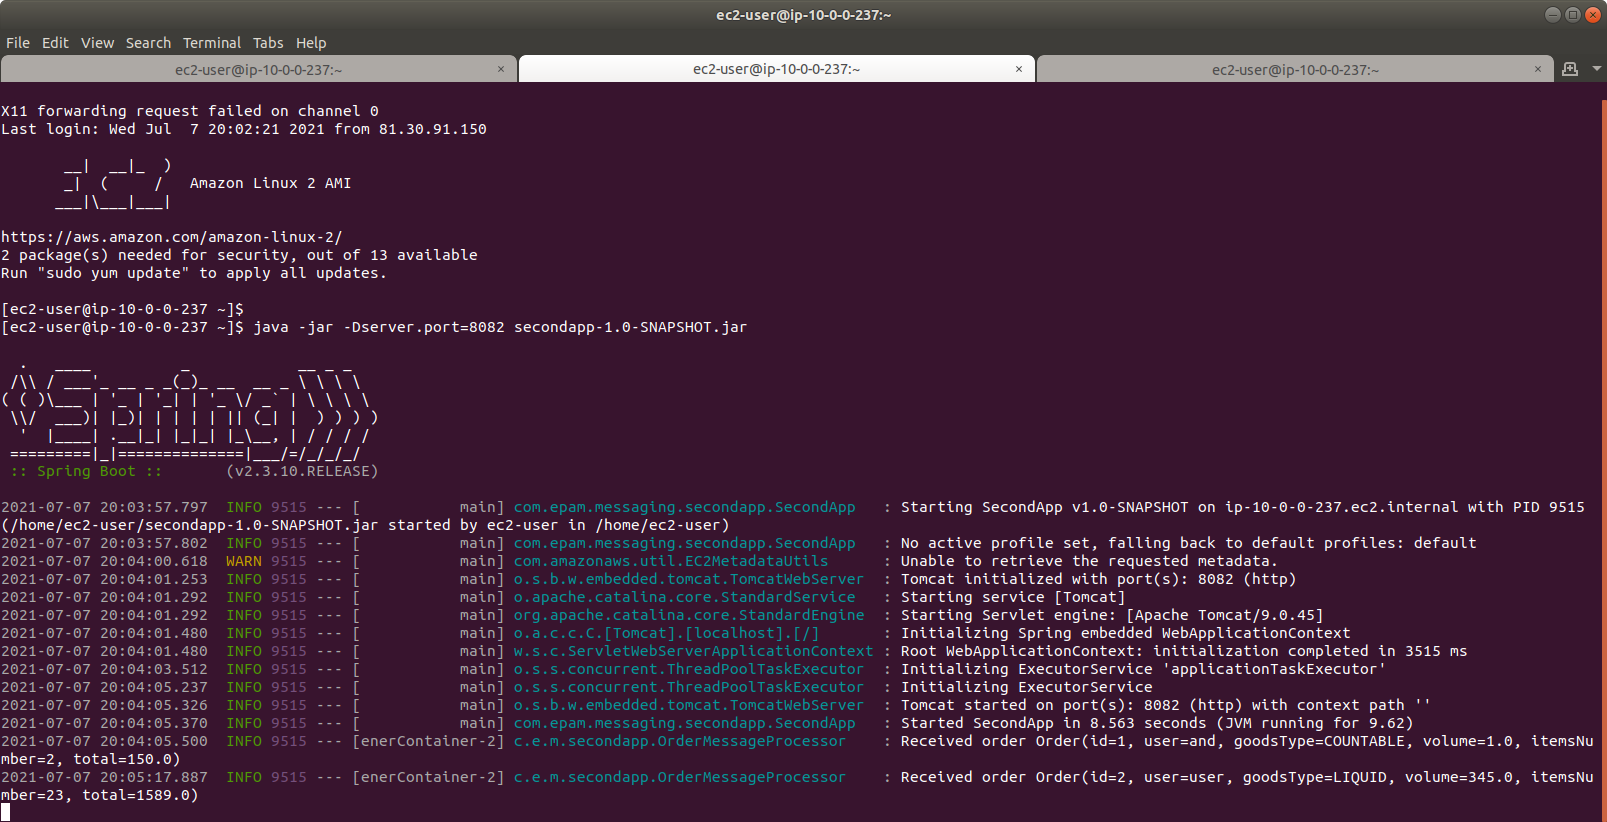 ec2-user@ip-10-0-0-237:~
File Edit View Search Terminal Tabs Help
ec2-user@ip-10-0-0-237:~ × ec2-user@ip-10-0-0-237:~ × ec2-user@ip-10-0-0-237:~ ×
X11 forwarding request failed on channel 0
Last login: Wed Jul  7 20:02:21 2021 from 81.30.91.150
       __|  __|_  )
       _|  (     /   Amazon Linux 2 AMI
      ___|\___|___|
https://aws.amazon.com/amazon-linux-2/
2 package(s) needed for security, out of 13 available
Run "sudo yum update" to apply all updates.
[ec2-user@ip-10-0-0-237 ~]$
[ec2-user@ip-10-0-0-237 ~]$ java -jar -Dserver.port=8082 secondapp-1.0-SNAPSHOT.jar
  .   ____          _            __ _ _
 /\\ / ___'_ __ _ _(_)_ __  __ _ \ \ \ \
( ( )\___ | '_ | '_| | '_ \/ _` | \ \ \ \
 \\/  ___)| |_)| | | | | || (_| |  ) ) ) )
  '  |____| .__|_| |_|_| |_\__, | / / / /
 =========|_|==============|___/=/_/_/_/
 :: Spring Boot ::       (v2.3.10.RELEASE)
2021-07-07 20:03:57.797  INFO 9515 --- [           main] com.epam.messaging.secondapp.SecondApp   : Starting SecondApp v1.0-SNAPSHOT on ip-10-0-0-237.ec2.internal with PID 9515
(/home/ec2-user/secondapp-1.0-SNAPSHOT.jar started by ec2-user in /home/ec2-user)
2021-07-07 20:03:57.802  INFO 9515 --- [           main] com.epam.messaging.secondapp.SecondApp   : No active profile set, falling back to default profiles: default
2021-07-07 20:04:00.618  WARN 9515 --- [           main] com.amazonaws.util.EC2MetadataUtils      : Unable to retrieve the requested metadata.
2021-07-07 20:04:01.253  INFO 9515 --- [           main] o.s.b.w.embedded.tomcat.TomcatWebServer  : Tomcat initialized with port(s): 8082 (http)
2021-07-07 20:04:01.292  INFO 9515 --- [           main] o.apache.catalina.core.StandardService   : Starting service [Tomcat]
2021-07-07 20:04:01.292  INFO 9515 --- [           main] org.apache.catalina.core.StandardEngine  : Starting Servlet engine: [Apache Tomcat/9.0.45]
2021-07-07 20:04:01.480  INFO 9515 --- [           main] o.a.c.c.C.[Tomcat].[localhost].[/]       : Initializing Spring embedded WebApplicationContext
2021-07-07 20:04:01.480  INFO 9515 --- [           main] w.s.c.ServletWebServerApplicationContext : Root WebApplicationContext: initialization completed in 3515 ms
2021-07-07 20:04:03.512  INFO 9515 --- [           main] o.s.s.concurrent.ThreadPoolTaskExecutor  : Initializing ExecutorService 'applicationTaskExecutor'
2021-07-07 20:04:05.237  INFO 9515 --- [           main] o.s.s.concurrent.ThreadPoolTaskExecutor  : Initializing ExecutorService
2021-07-07 20:04:05.326  INFO 9515 --- [           main] o.s.b.w.embedded.tomcat.TomcatWebServer  : Tomcat started on port(s): 8082 (http) with context path ''
2021-07-07 20:04:05.370  INFO 9515 --- [           main] com.epam.messaging.secondapp.SecondApp   : Started SecondApp in 8.563 seconds (JVM running for 9.62)
2021-07-07 20:04:05.500  INFO 9515 --- [enerContainer-2] c.e.m.secondapp.OrderMessageProcessor    : Received order Order(id=1, user=and, goodsType=COUNTABLE, volume=1.0, itemsNu
mber=2, total=150.0)
2021-07-07 20:05:17.887  INFO 9515 --- [enerContainer-2] c.e.m.secondapp.OrderMessageProcessor    : Received order Order(id=2, user=user, goodsType=LIQUID, volume=345.0, itemsNu
mber=23, total=1589.0)